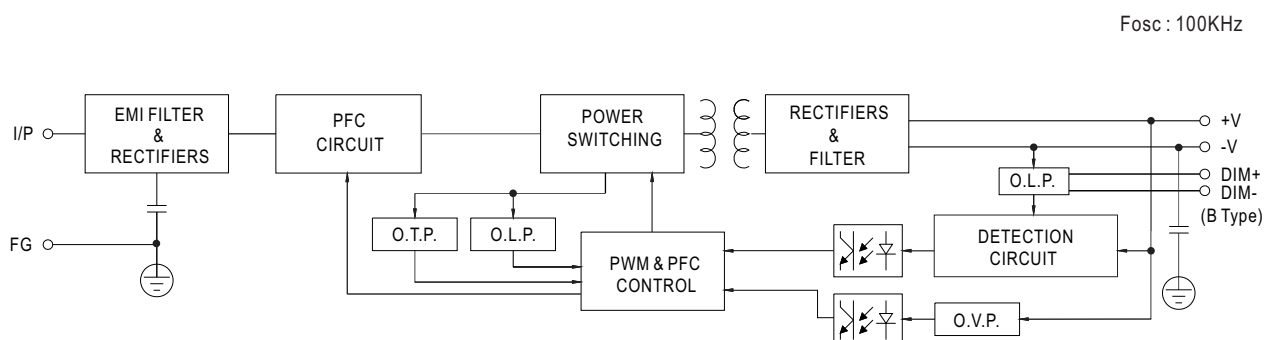 Fosc : 100KHz
I/P
EMI FILTER
&
RECTIFIERS
PFC
CIRCUIT
POWER
SWITCHING
RECTIFIERS
&
FILTER
+V
-V
DIM+
DIM-
(B Type)
O.L.P.
FG
O.T.P.
O.L.P.
PWM & PFC
CONTROL
DETECTION
CIRCUIT
O.V.P.